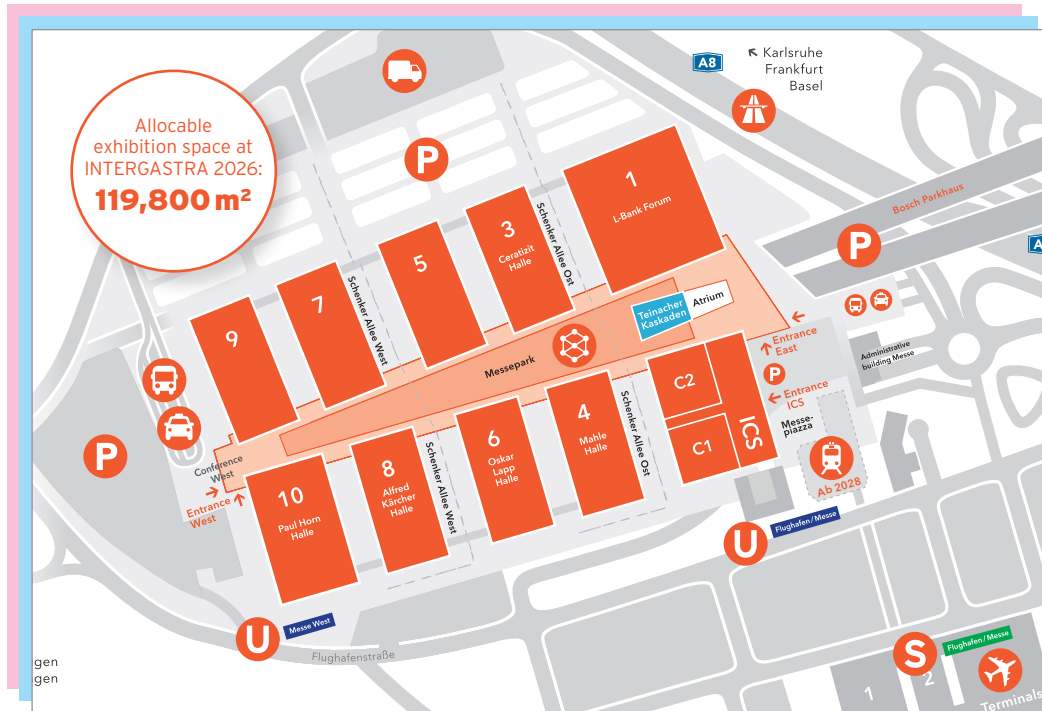 Allocable
exhibition space at
INTERGASTRA 2026:
119,800 m²
A8
Karlsruhe
Frankfurt
Basel
P
Bosch Parkhaus
P
A
1
L-Bank Forum
3
Ceratizit
Halle
Schenker Allee Ost
5
7
Schenker Allee West
9
Teinacher
Kaskaden
Atrium
Messepark
Entrance
East
Administrative
building Messe
P
Entrance
ICS
Messe-
piazza
Ab 2028
C2
C1
ICS
4
Mahle
Halle
Schenker Allee Ost
6
Oskar
Lapp
Halle
8
Alfred
Kärcher
Halle
Schenker Allee West
10
Paul Horn
Halle
P
Conference
West
Entrance
West
U
Flughafen / Messe
U
Messe West
Flughafenstraße
gen
gen
S
Flughafen / Messe
1
2
Terminals